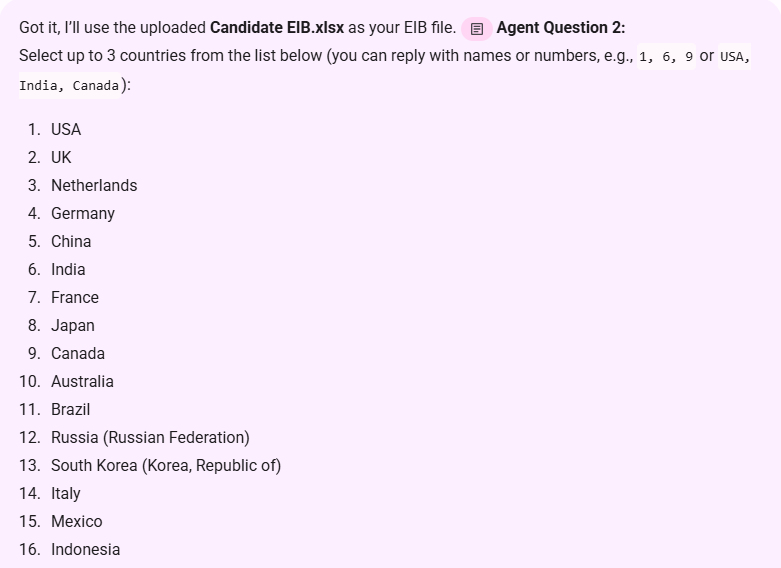 Got it, I’ll use the uploaded Candidate EIB.xlsx as your EIB file. Agent Question 2:
Select up to 3 countries from the list below (you can reply with names or numbers, e.g., 1, 6, 9 or USA,
India, Canada):
1. USA
2. UK
3. Netherlands
4. Germany
5. China
6. India
7. France
8. Japan
9. Canada
10. Australia
11. Brazil
12. Russia (Russian Federation)
13. South Korea (Korea, Republic of)
14. Italy
15. Mexico
16. Indonesia